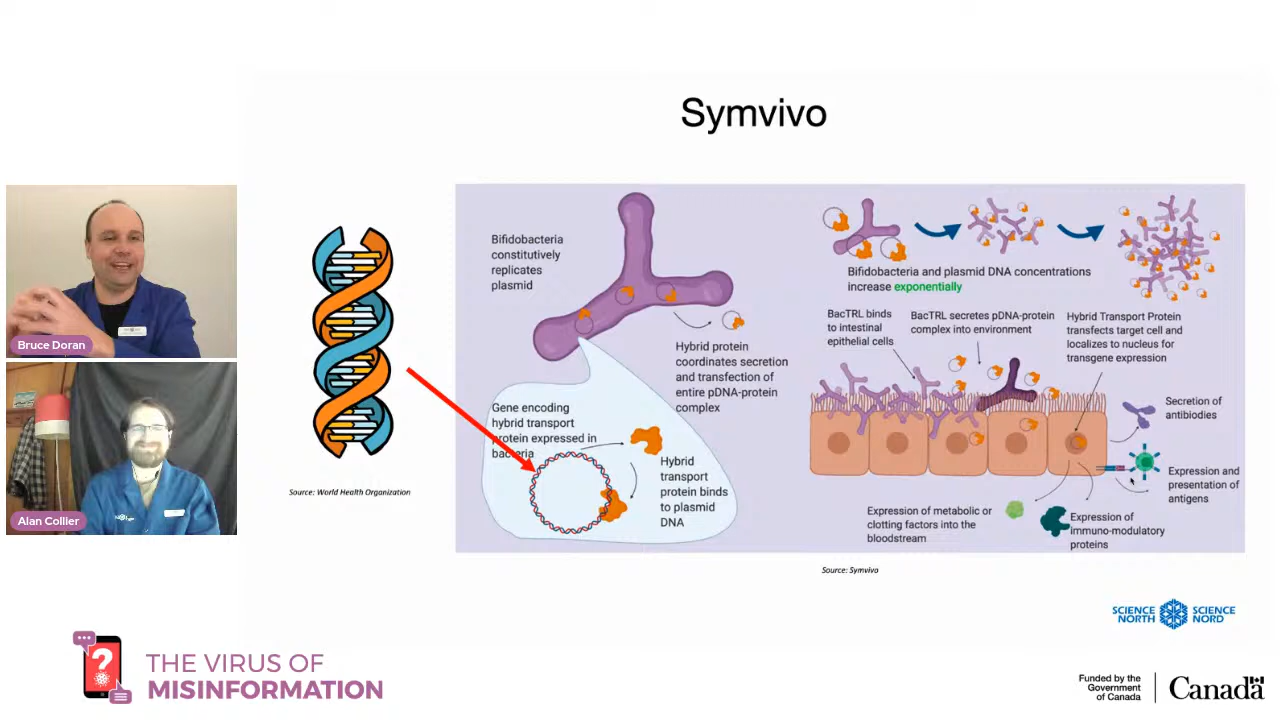 Symvivo
Bruce Doran
Alan Collier
Source: World Health Organization
Bifidobacteria
constitutively
replicates
plasmid
Hybrid protein
coordinates secretion
and transfection of
entire pDNA-protein
complex
Gene encoding
hybrid transport
protein expressed in
bacteria
Hybrid
transport
protein binds
to plasmid
DNA
Bifidobacteria and plasmid DNA concentrations
increase exponentially
BacTRL binds
to intestinal
epithelial cells
BacTRL secretes pDNA-protein
complex into environment
Hybrid Transport Protein
transfects target cell and
localizes to nucleus for
transgene expression
Secretion of
antibiodies
Expression and
presentation of
antigens
Expression of metabolic or
clotting factors into the
bloodstream
Expression of
immuno-modulatory
proteins
Source: Symvivo
SCIENCE
NORTH
SCIENCE
NORD
?
THE VIRUS OF
MISINFORMATION
Funded by the
Government
of Canada
Canada